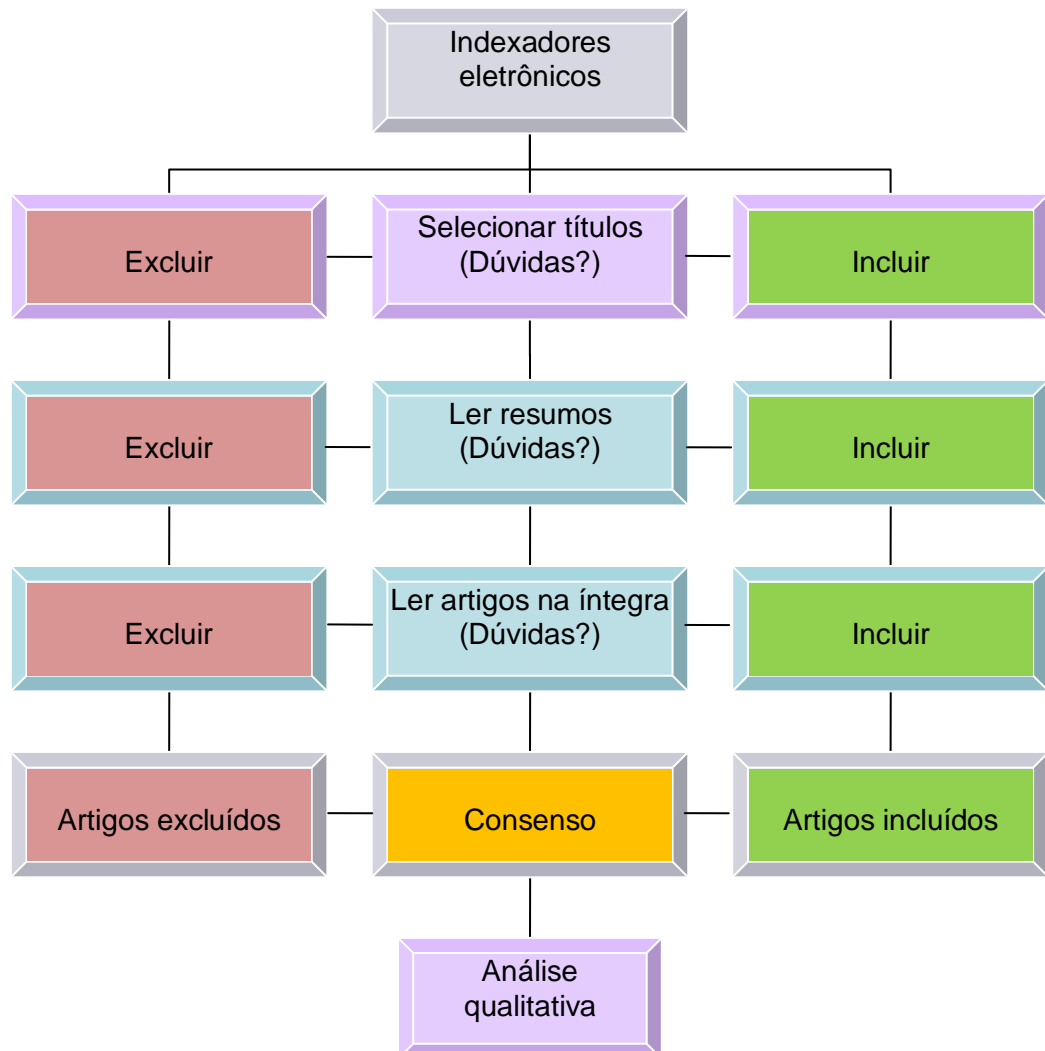 Indexadores
eletrônicos
Excluir
Selecionar títulos
(Dúvidas?)
Incluir
Excluir
Ler resumos
(Dúvidas?)
Incluir
Excluir
Ler artigos na íntegra
(Dúvidas?)
Incluir
Artigos excluídos
Consenso
Artigos incluídos
Análise
qualitativa